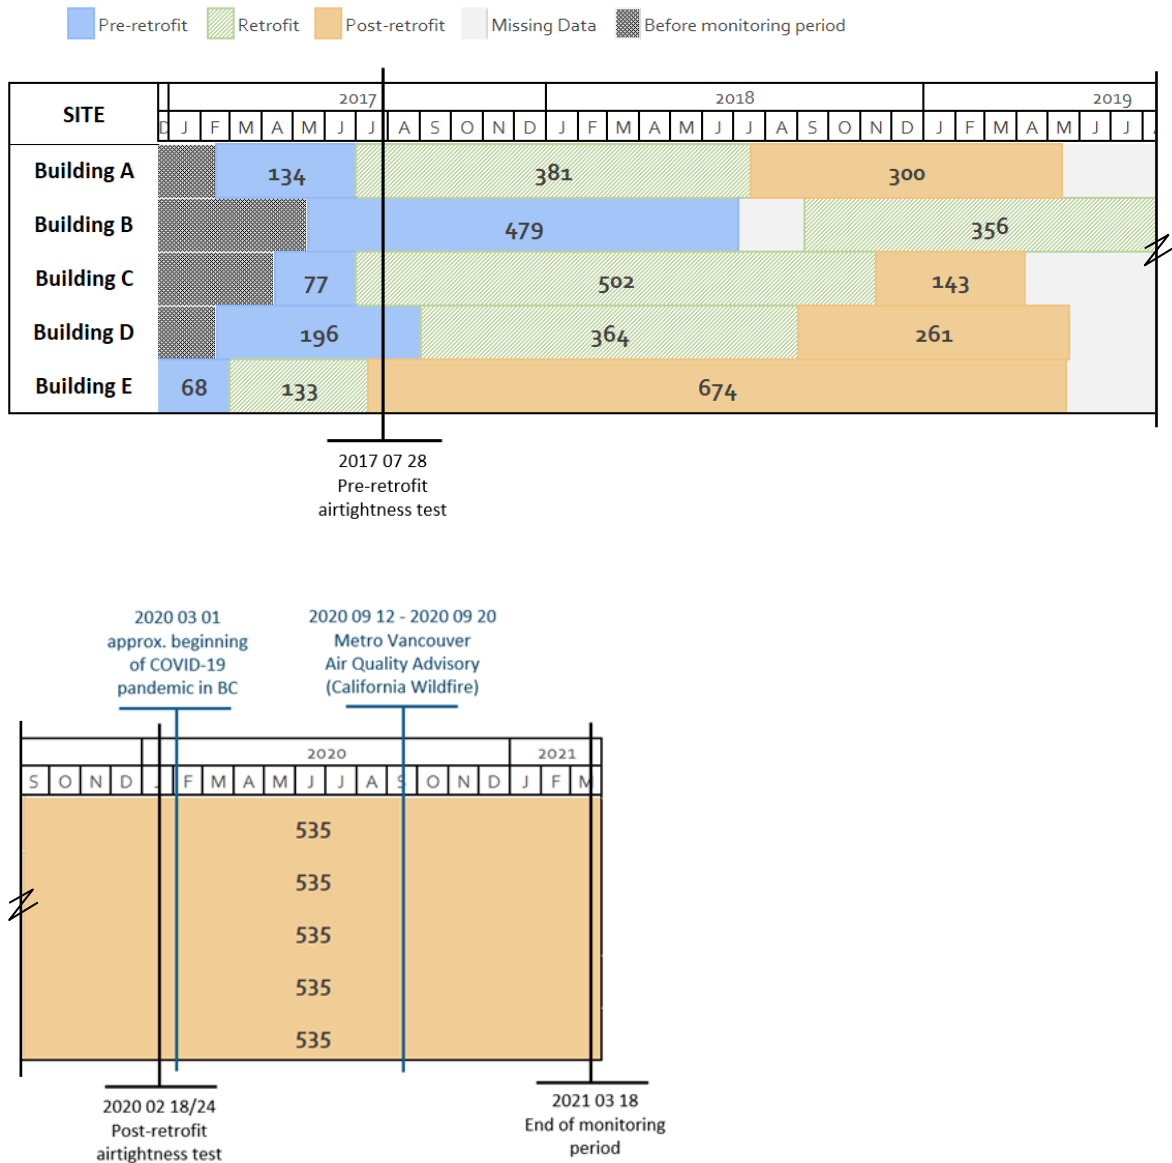 Pre-retrofit Retrofit Post-retrofit Missing Data Before monitoring period
SITE 2017 2018 2019
D J F M A M J J A S O N D J F M A M J J A S O N D J F M A M J J
Building A 134 381 300
Building B 479 356
Building C 77 502 143
Building D 196 364 261
Building E 68 133 674
2017 07 28
Pre-retrofit
airtightness test
2020 03 01
approx. beginning
of COVID-19
pandemic in BC
2020 09 12 - 2020 09 20
Metro Vancouver
Air Quality Advisory
(California Wildfire)
2020 2021
S O N D J F M A M J J A S O N D J F M
535
535
535
535
535
2020 02 18/24
Post-retrofit
airtightness test
2021 03 18
End of monitoring
period